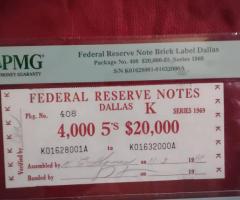 PMG
PAPER MONEY GUARANTY
Federal Reserve Note Brick Label Dallas
Package No. 408 $20,000-$5, Series 1969
S/N K01628001-01632000A
FEDERAL RESERVE NOTES
DALLAS K SERIES 1969
Pkg. No. 408
4,000 5's $20,000
K01628001A to K01632000A
Verified by
Assembled by
Banded by